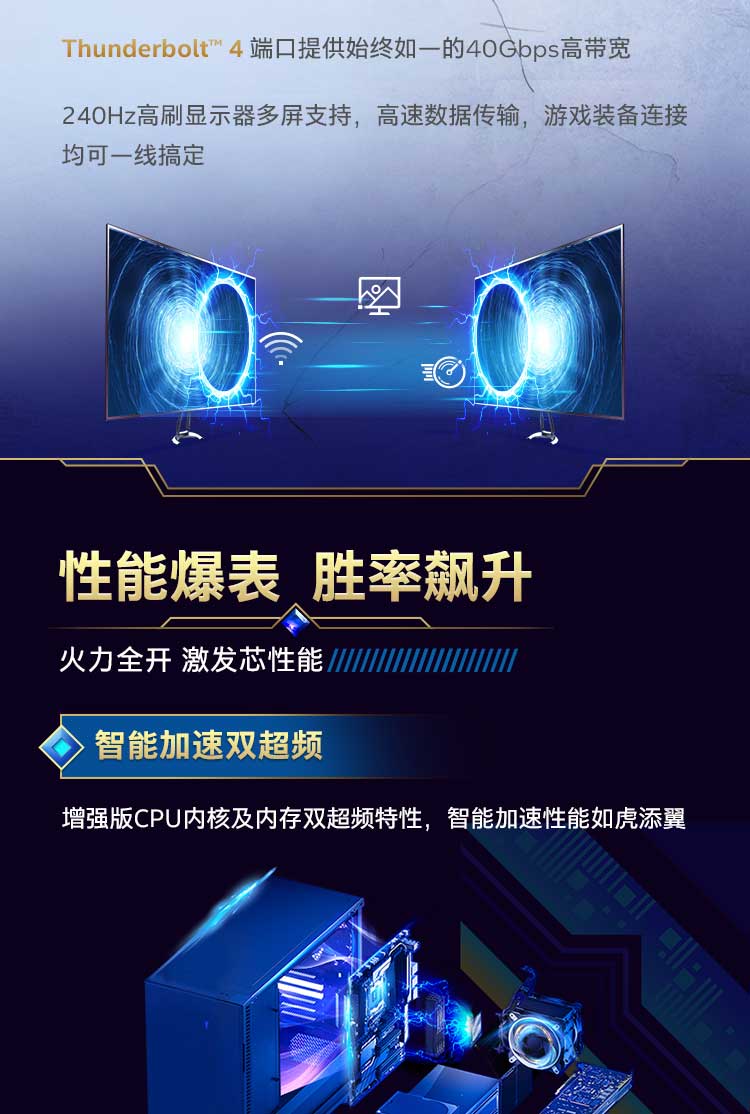 Thunderbolt™ 4 端口提供始终如一的40Gbps高带宽
240Hz高刷显示器多屏支持，高速数据传输，游戏装备连接
均可一线搞定
性能爆表 胜率飙升
火力全开 激发芯性能
智能加速双超频
增强版CPU内核及内存双超频特性，智能加速性能如虎添翼